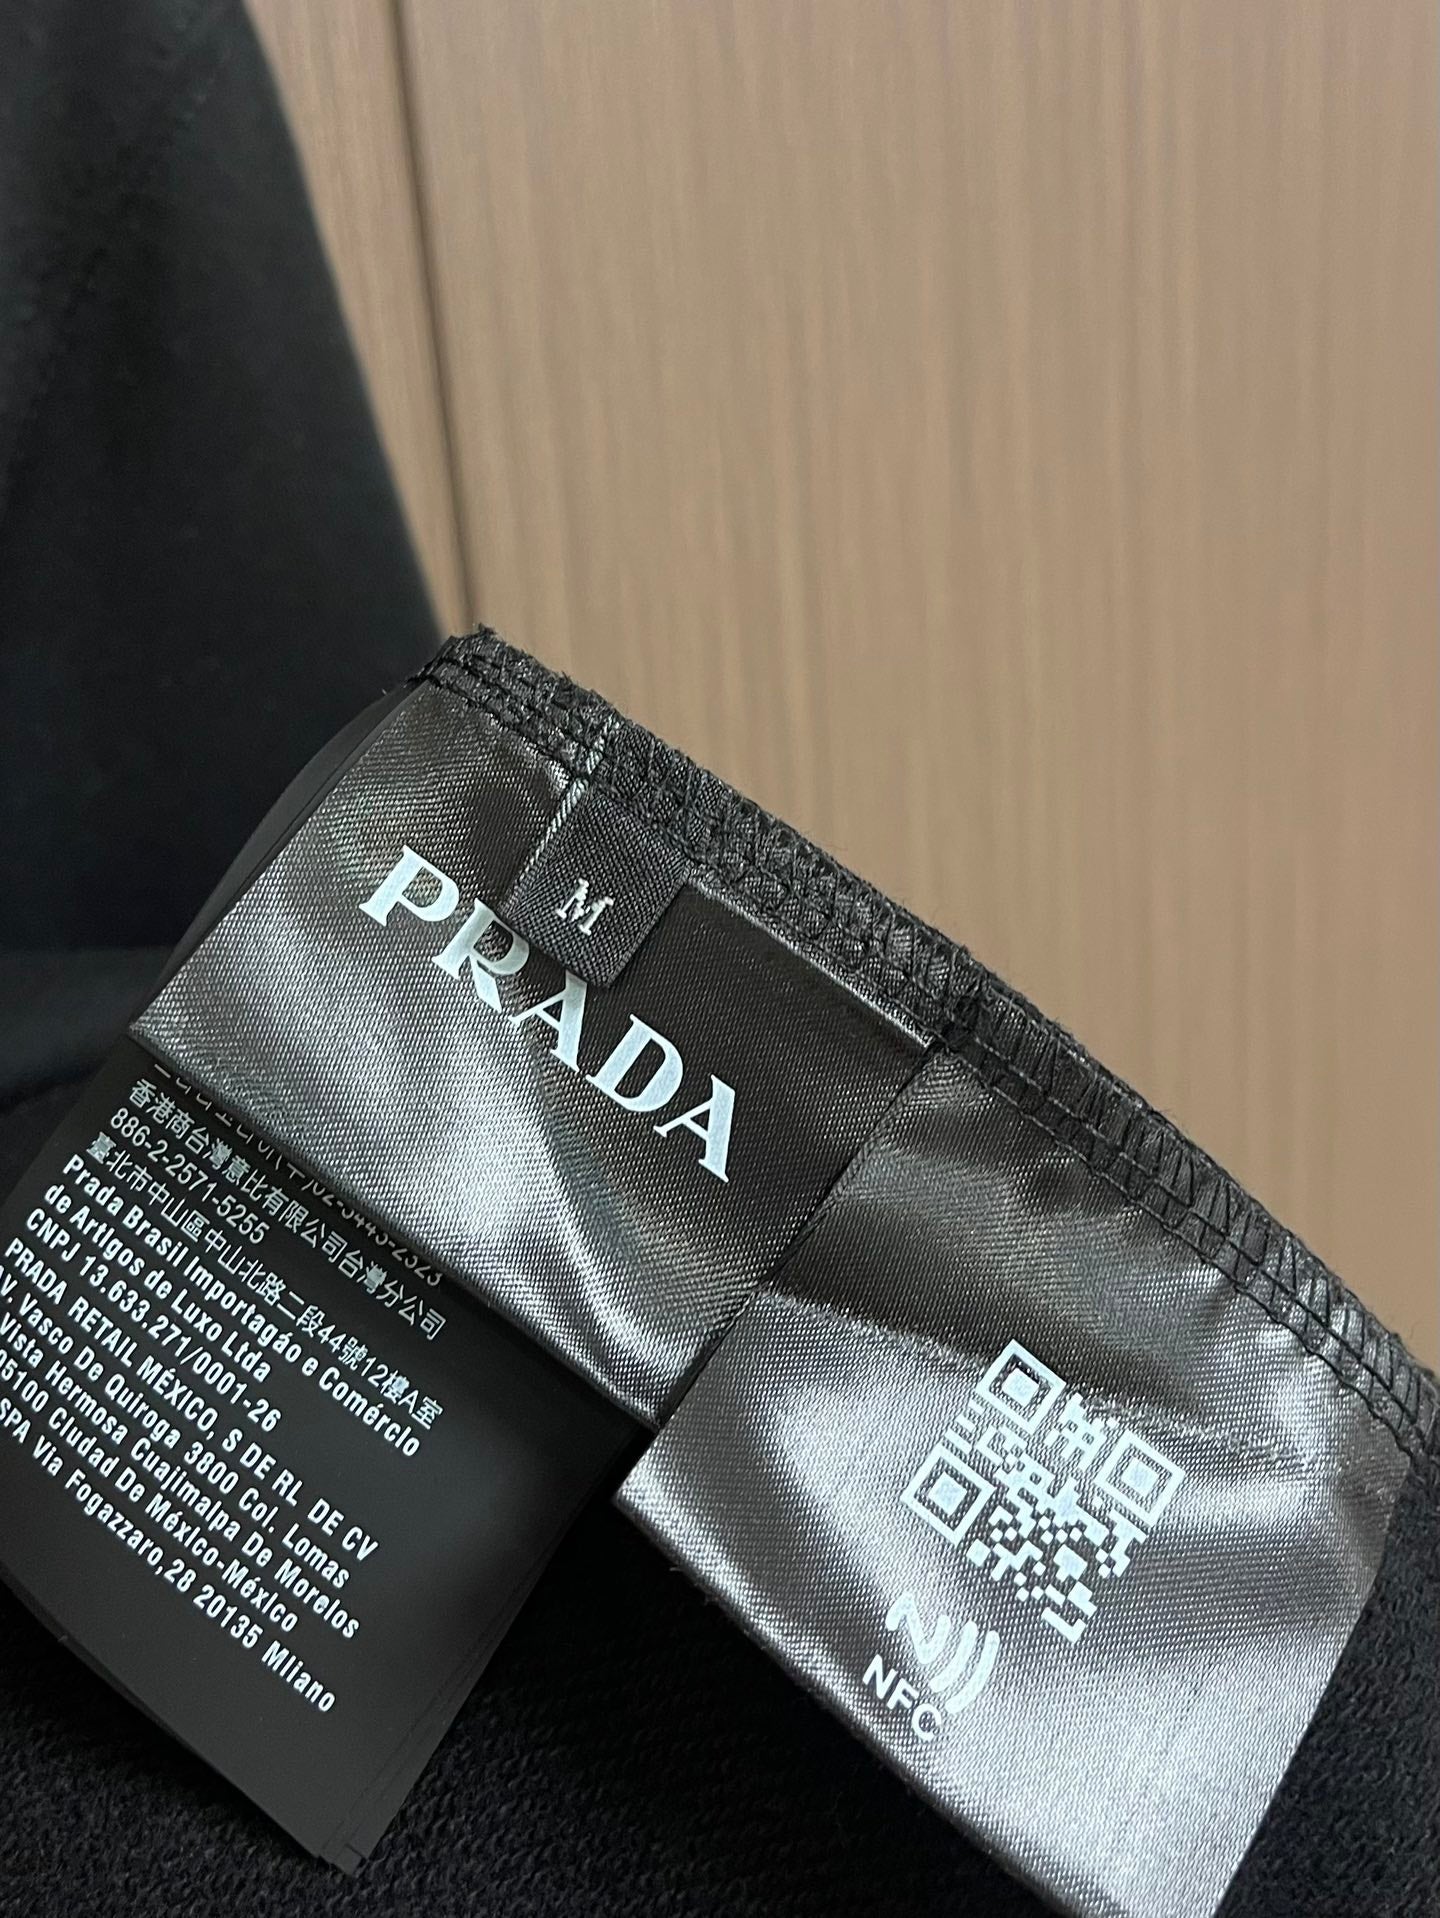 PRADA
M
香港商台灣意比有限公司台灣分公司
886-2-2571-5255
臺北市中山區中山北路二段44號12樓A室
Prada Brasil Importagáo e Comérclo
de Artigos de Luxo Ltda
CNPJ 13.633.271/0001-26
PRADA RETAIL MÉXICO, S DE RL DE CV
AV. Vasco De Quiroga 3800 Col. Lomas
Vista Hermosa Cuajimalpa De Morelos
05100 Ciudad De México-México
SPA Via Fogazzaro,28 20135 Mliano
NFC